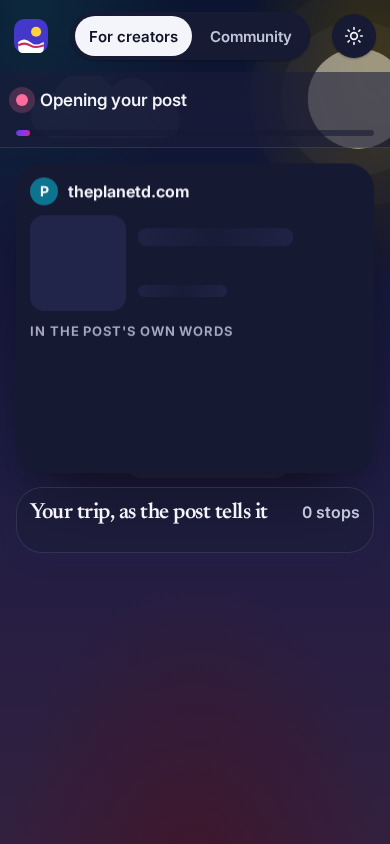 For creators
Community
Opening your post
P
theplanetd.com
IN THE POST'S OWN WORDS
Your trip, as the post tells it
0 stops